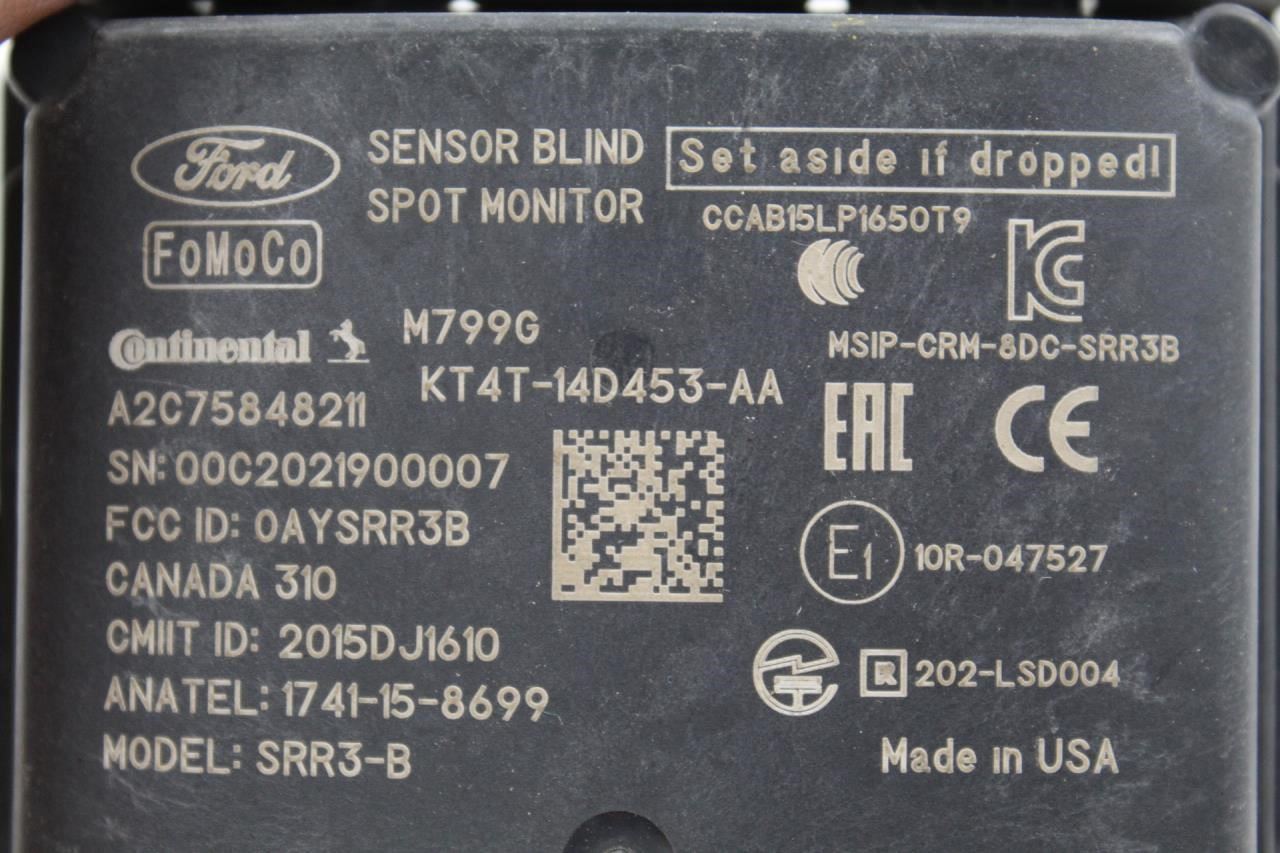 Ford
SENSOR BLIND
SPOT MONITOR
Set aside if dropped!
CCAB15LP1650T9
FoMoCo
Continental
M799G
KT4T-14D453-AA
MSIP-CRM-8DC-SRR3B
A2C75848211
EAC
CE
SN: 00C2021900007
FCC ID: OAYSRR3B
E1
10R-047527
CANADA 310
CMIIT ID: 2015DJ1610
R 202-LSD004
ANATEL: 1741-15-8699
MODEL: SRR3-B
Made in USA